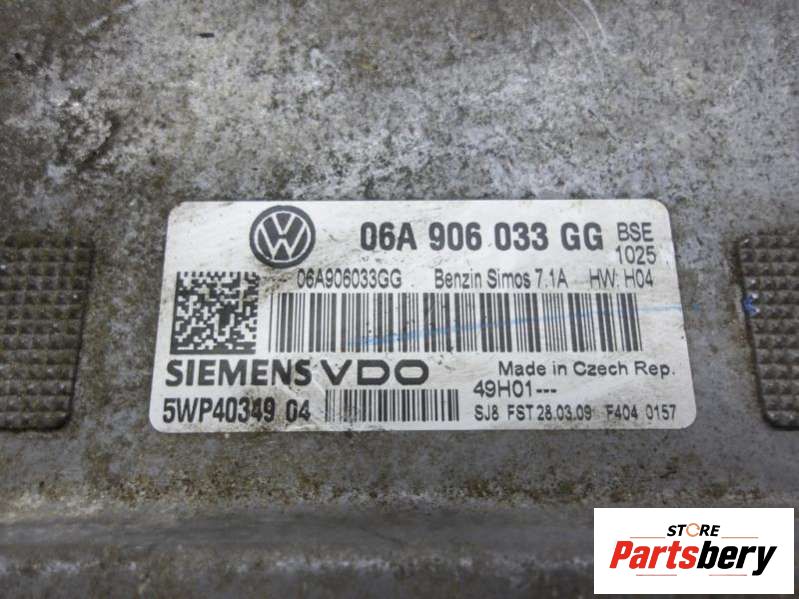 06A 906 033 GG BSE
1025
06A906033GG Benzin Simos 7.1A HW: H04
SIEMENS VDO Made in Czech Rep.
49H01---
5WP40349 04 SJ8 FST 28.03.09 F404 0157
STORE
Partsbery